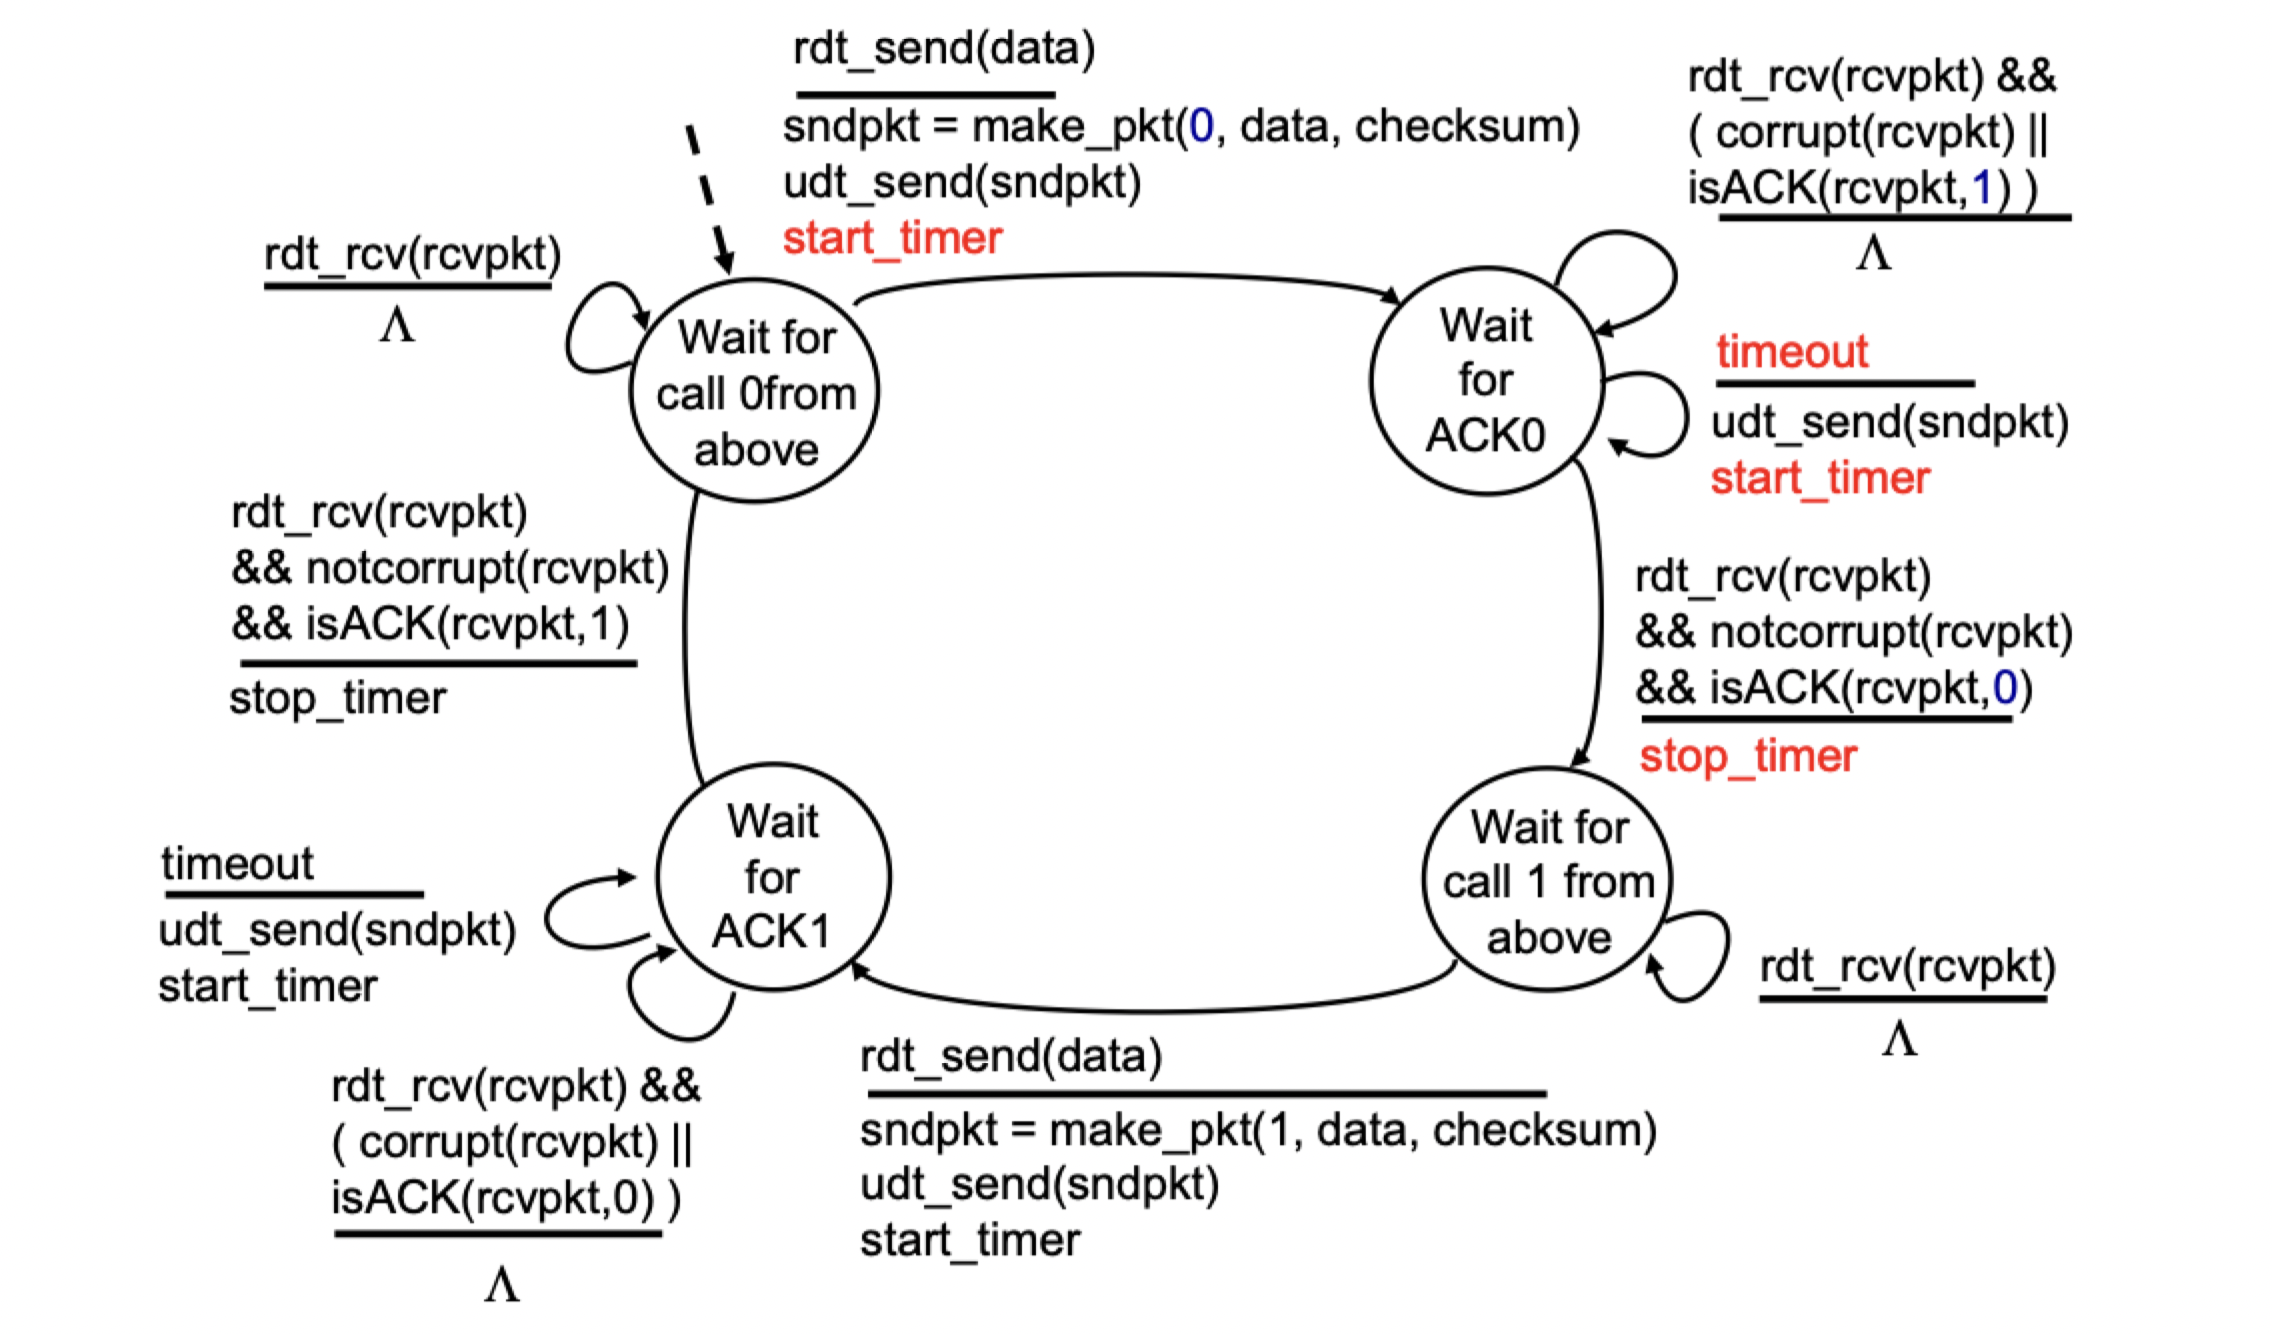 rdt_send(data)
sndpkt = make_pkt(0, data, checksum)
udt_send(sndpkt)
start_timer
rdt_rcv(rcvpkt) &&
( corrupt(rcvpkt) ||
isACK(rcvpkt,1) )
Λ
rdt_rcv(rcvpkt)
Λ
Wait for
call 0from
above
Wait
for
ACK0
timeout
udt_send(sndpkt)
start_timer
rdt_rcv(rcvpkt)
&& notcorrupt(rcvpkt)
&& isACK(rcvpkt,1)
stop_timer
rdt_rcv(rcvpkt)
&& notcorrupt(rcvpkt)
&& isACK(rcvpkt,0)
stop_timer
Wait
for
ACK1
Wait for
call 1 from
above
timeout
udt_send(sndpkt)
start_timer
rdt_rcv(rcvpkt)
Λ
rdt_rcv(rcvpkt) &&
( corrupt(rcvpkt) ||
isACK(rcvpkt,0) )
Λ
rdt_send(data)
sndpkt = make_pkt(1, data, checksum)
udt_send(sndpkt)
start_timer